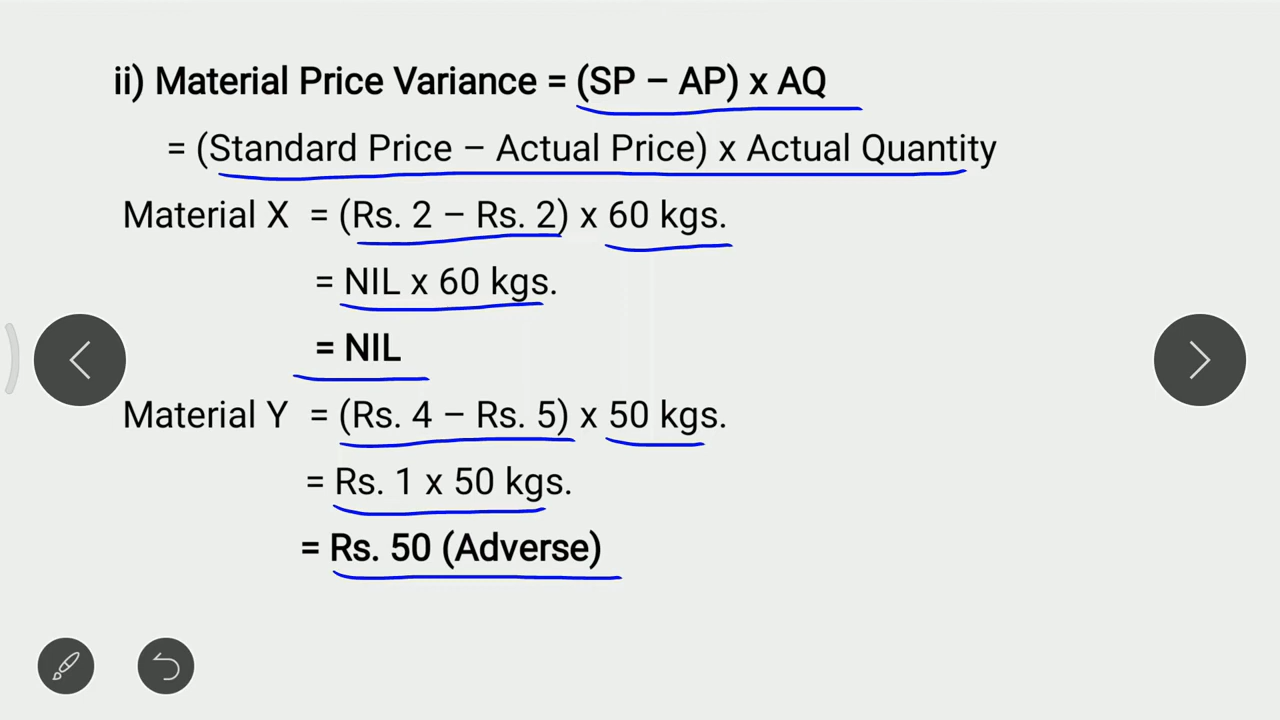 ii) Material Price Variance = (SP – AP) x AQ
= (Standard Price – Actual Price) x Actual Quantity
Material X = (Rs. 2 – Rs. 2) x 60 kgs.
= NIL x 60 kgs.
= NIL
Material Y = (Rs. 4 – Rs. 5) x 50 kgs.
= Rs. 1 x 50 kgs.
= Rs. 50 (Adverse)